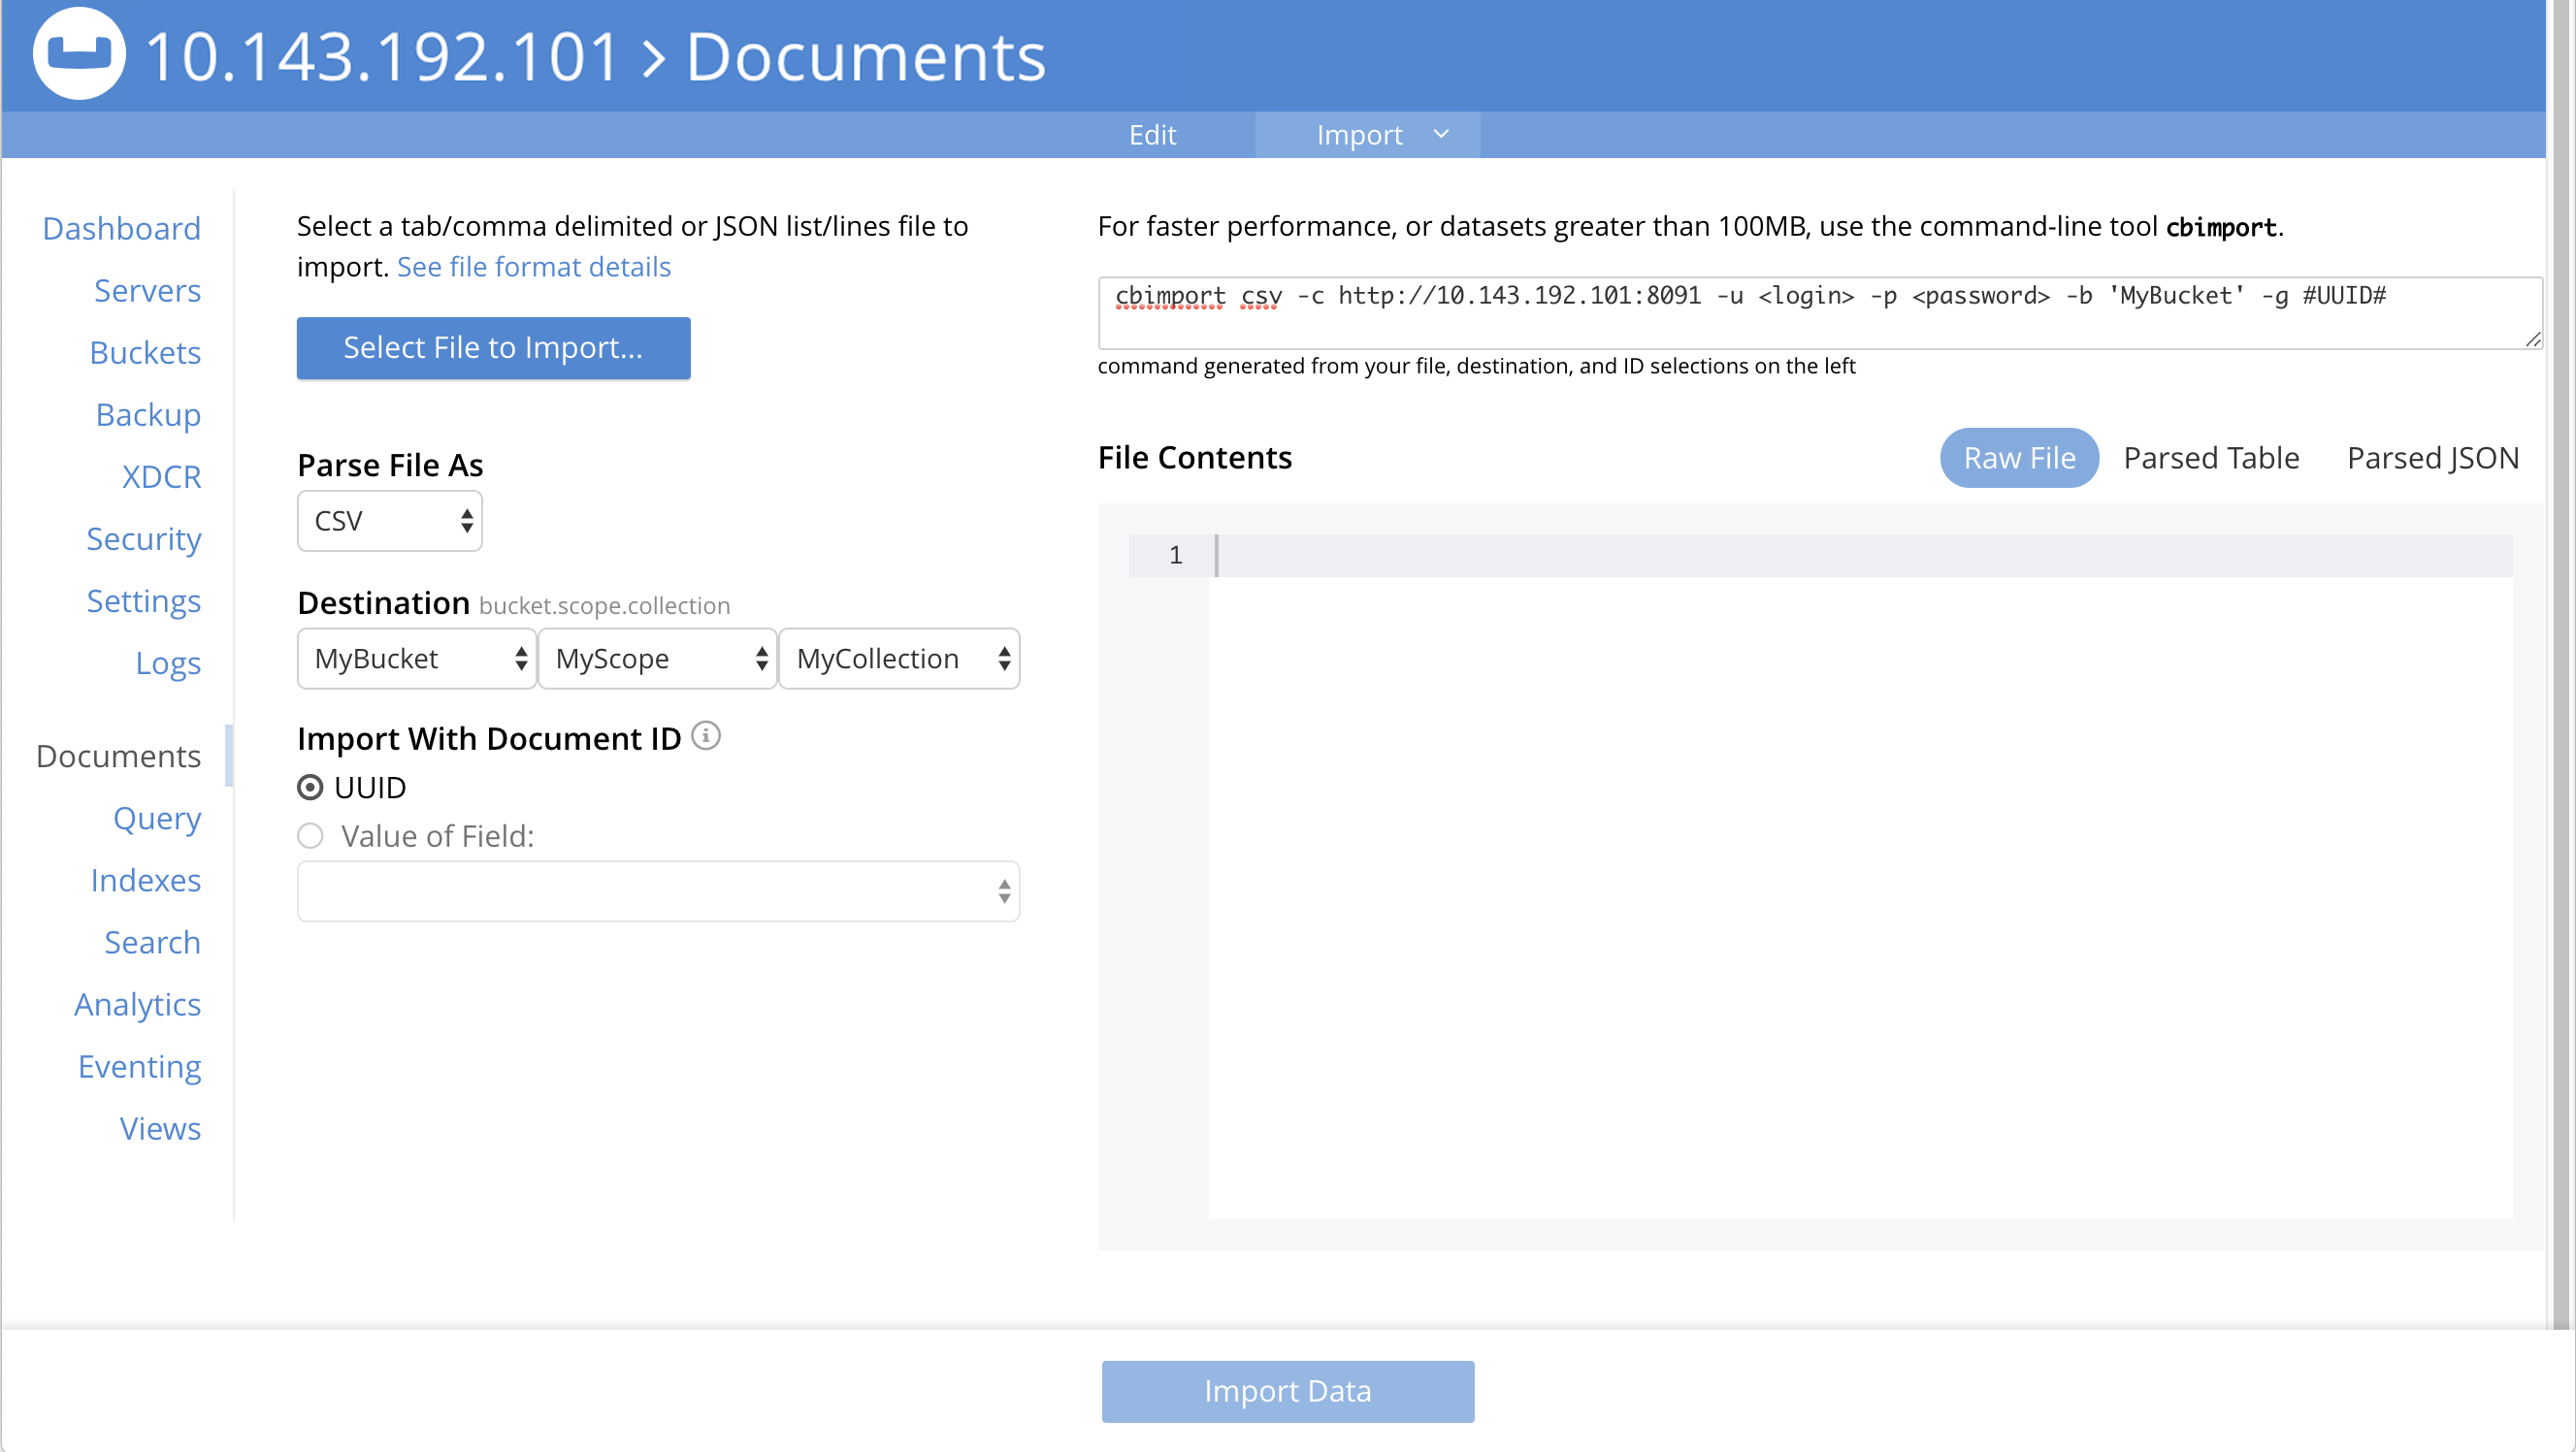 10.143.192.101 > Documents
Edit
Import
Dashboard
Servers
Buckets
Backup
XDCR
Security
Settings
Logs
Documents
Query
Indexes
Search
Analytics
Eventing
Views
Select a tab/comma delimited or JSON list/lines file to
import. See file format details
Select File to Import...
Parse File As
CSV
Destination bucket.scope.collection
MyBucket
MyScope
MyCollection
Import With Document ID
UUID
Value of Field:
For faster performance, or datasets greater than 100MB, use the command-line tool cbimport.
cbimport csv -c http://10.143.192.101:8091 -u <login> -p <password> -b 'MyBucket' -g #UUID#
command generated from your file, destination, and ID selections on the left
File Contents
Raw File
Parsed Table
Parsed JSON
1
Import Data